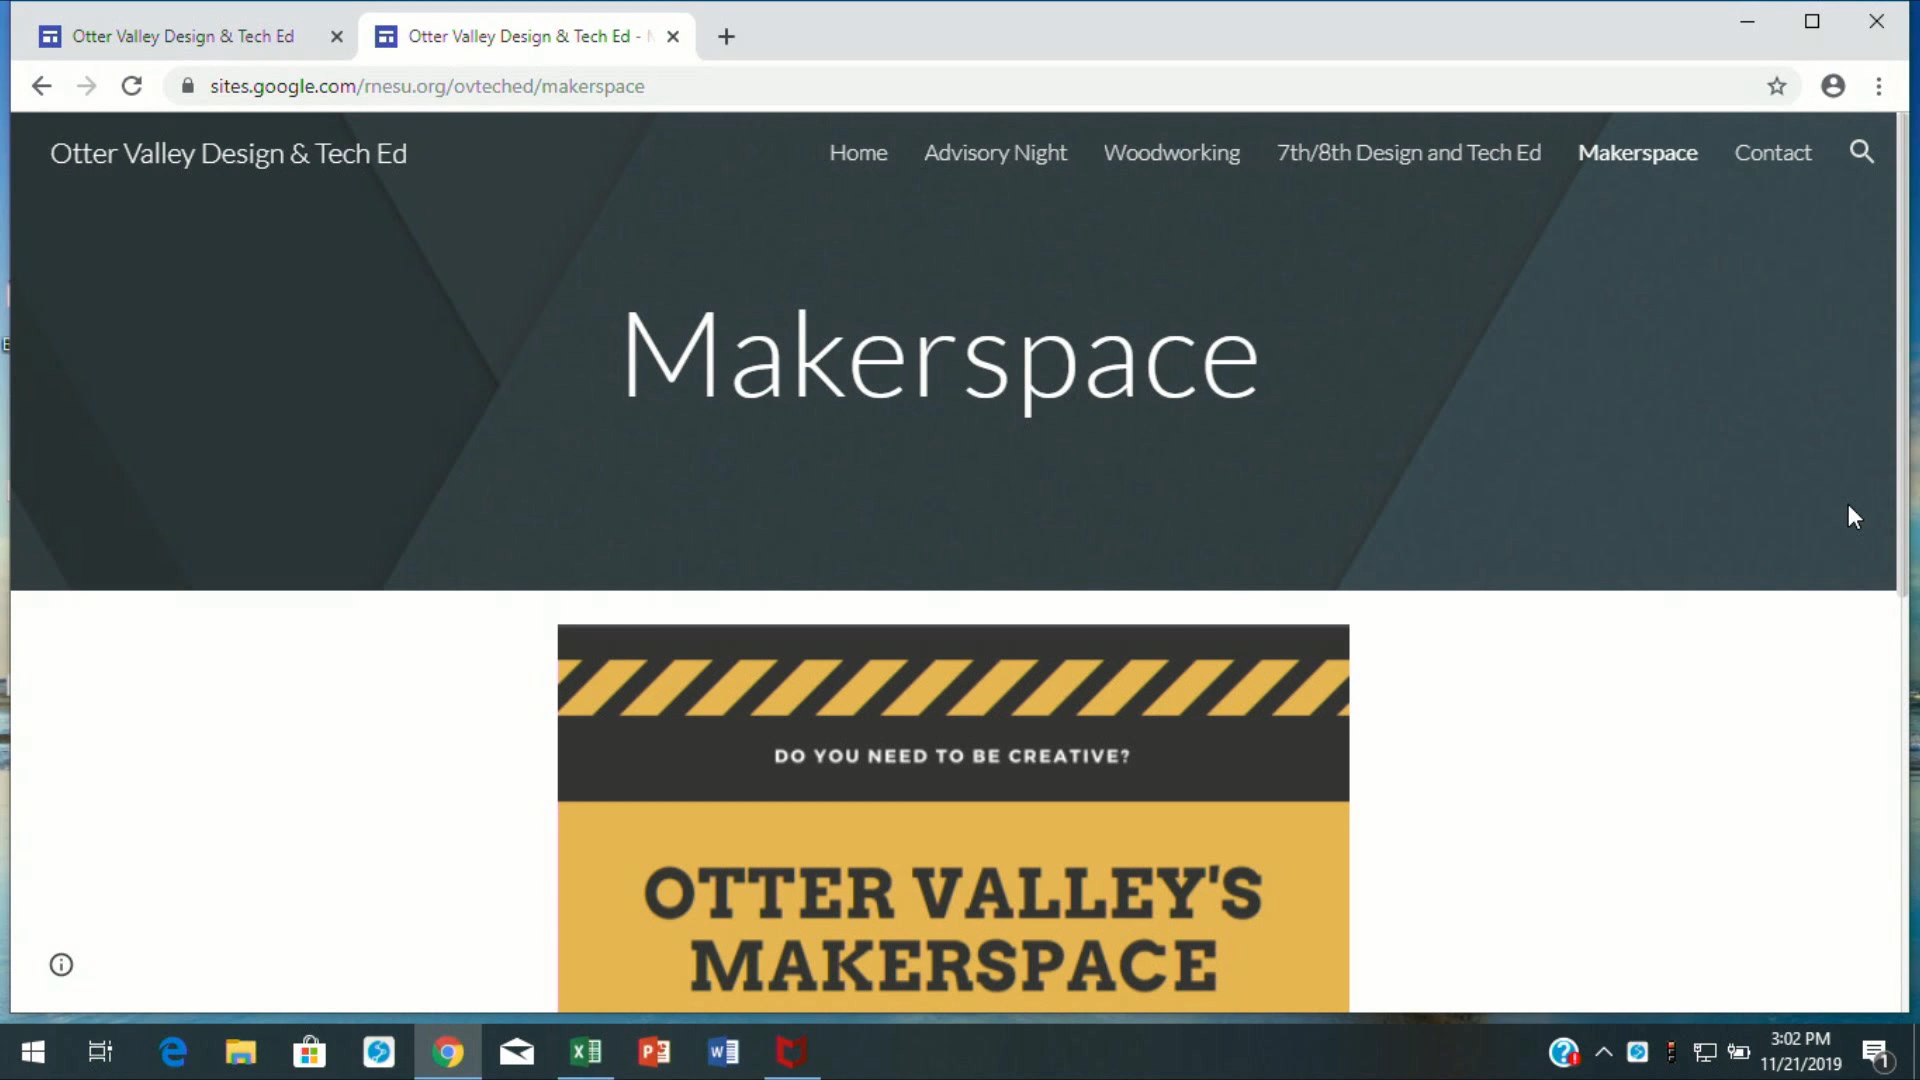 Otter Valley Design & Tech Ed
Otter Valley Design & Tech Ed -
sites.google.com/rnesu.org/ovteched/makerspace
Otter Valley Design & Tech Ed
Home
Advisory Night
Woodworking
7th/8th Design and Tech Ed
Makerspace
Contact
Makerspace
DO YOU NEED TO BE CREATIVE?
OTTER VALLEY'S
MAKERSPACE
3:02 PM
11/21/2019
1